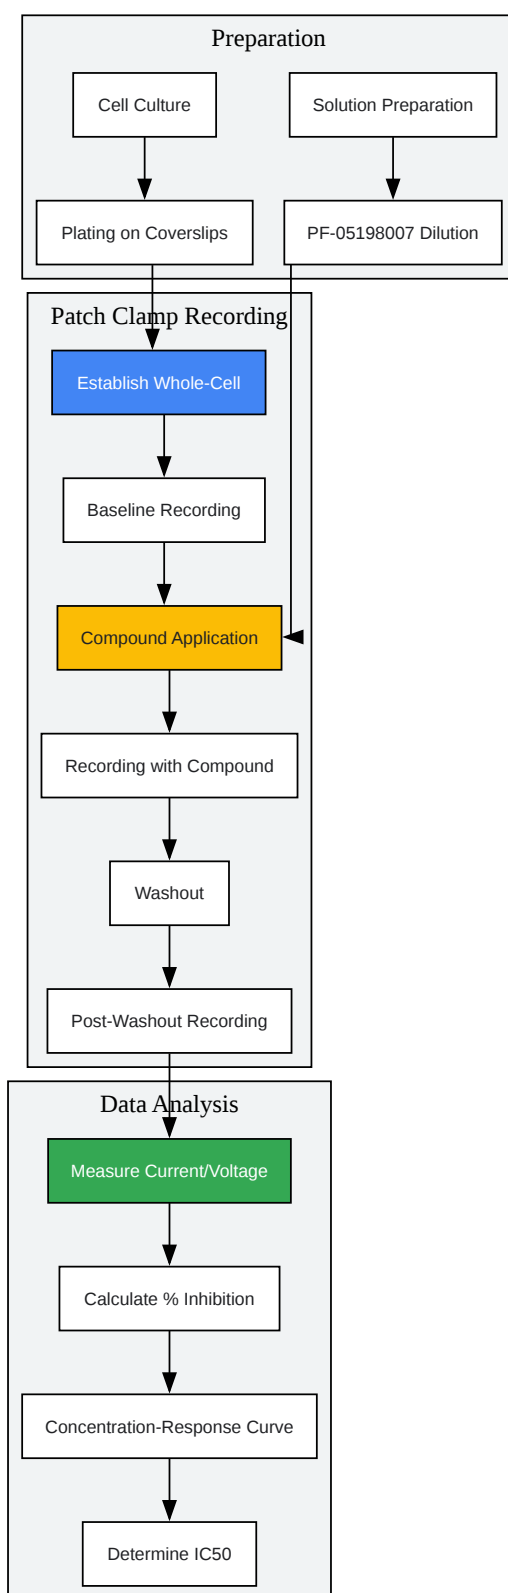 Preparation
Cell Culture
Solution Preparation
Plating on Coverslips
PF-05198007 Dilution
Patch Clamp Recording
Establish Whole-Cell
Baseline Recording
Compound Application
Recording with Compound
Washout
Post-Washout Recording
Data Analysis
Measure Current/Voltage
Calculate % Inhibition
Concentration-Response Curve
Determine IC50